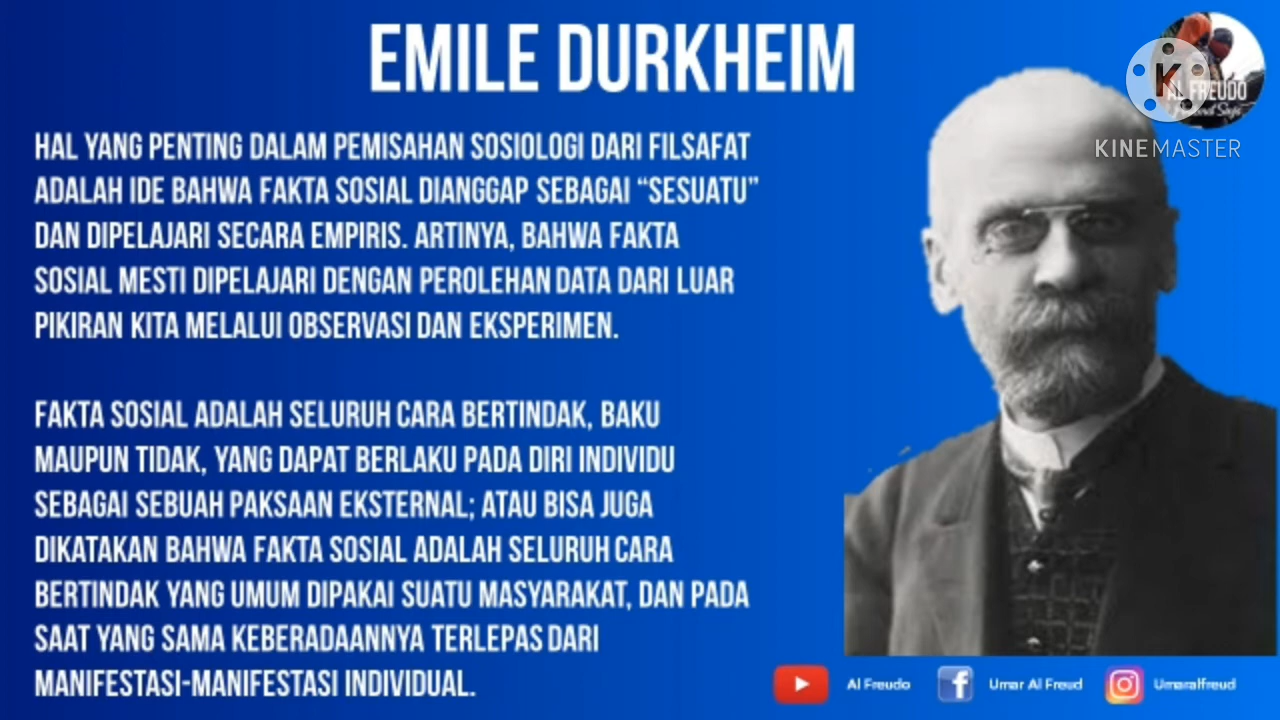 EMILE DURKHEIM
HAL YANG PENTING DALAM PEMISAHAN SOSIOLOGI DARI FILSAFAT
ADALAH IDE BAHWA FAKTA SOSIAL DIANGGAP SEBAGAI “SESUATU”
DAN DIPELAJARI SECARA EMPIRIS. ARTINYA, BAHWA FAKTA
SOSIAL MESTI DIPELAJARI DENGAN PEROLEHAN DATA DARI LUAR
PIKIRAN KITA MELALUI OBSERVASI DAN EKSPERIMEN.
FAKTA SOSIAL ADALAH SELURUH CARA BERTINDAK, BAKU
MAUPUN TIDAK, YANG DAPAT BERLAKU PADA DIRI INDIVIDU
SEBAGAI SEBUAH PAKSAAN EKSTERNAL; ATAU BISA JUGA
DIKATAKAN BAHWA FAKTA SOSIAL ADALAH SELURUH CARA
BERTINDAK YANG UMUM DIPAKAI SUATU MASYARAKAT, DAN PADA
SAAT YANG SAMA KEBERADAANNYA TERLEPAS DARI
MANIFESTASI-MANIFESTASI INDIVIDUAL.
K
AL FREUDO
KINEMASTER
Al Freudo
Umar Al Freud
Umaralfreud